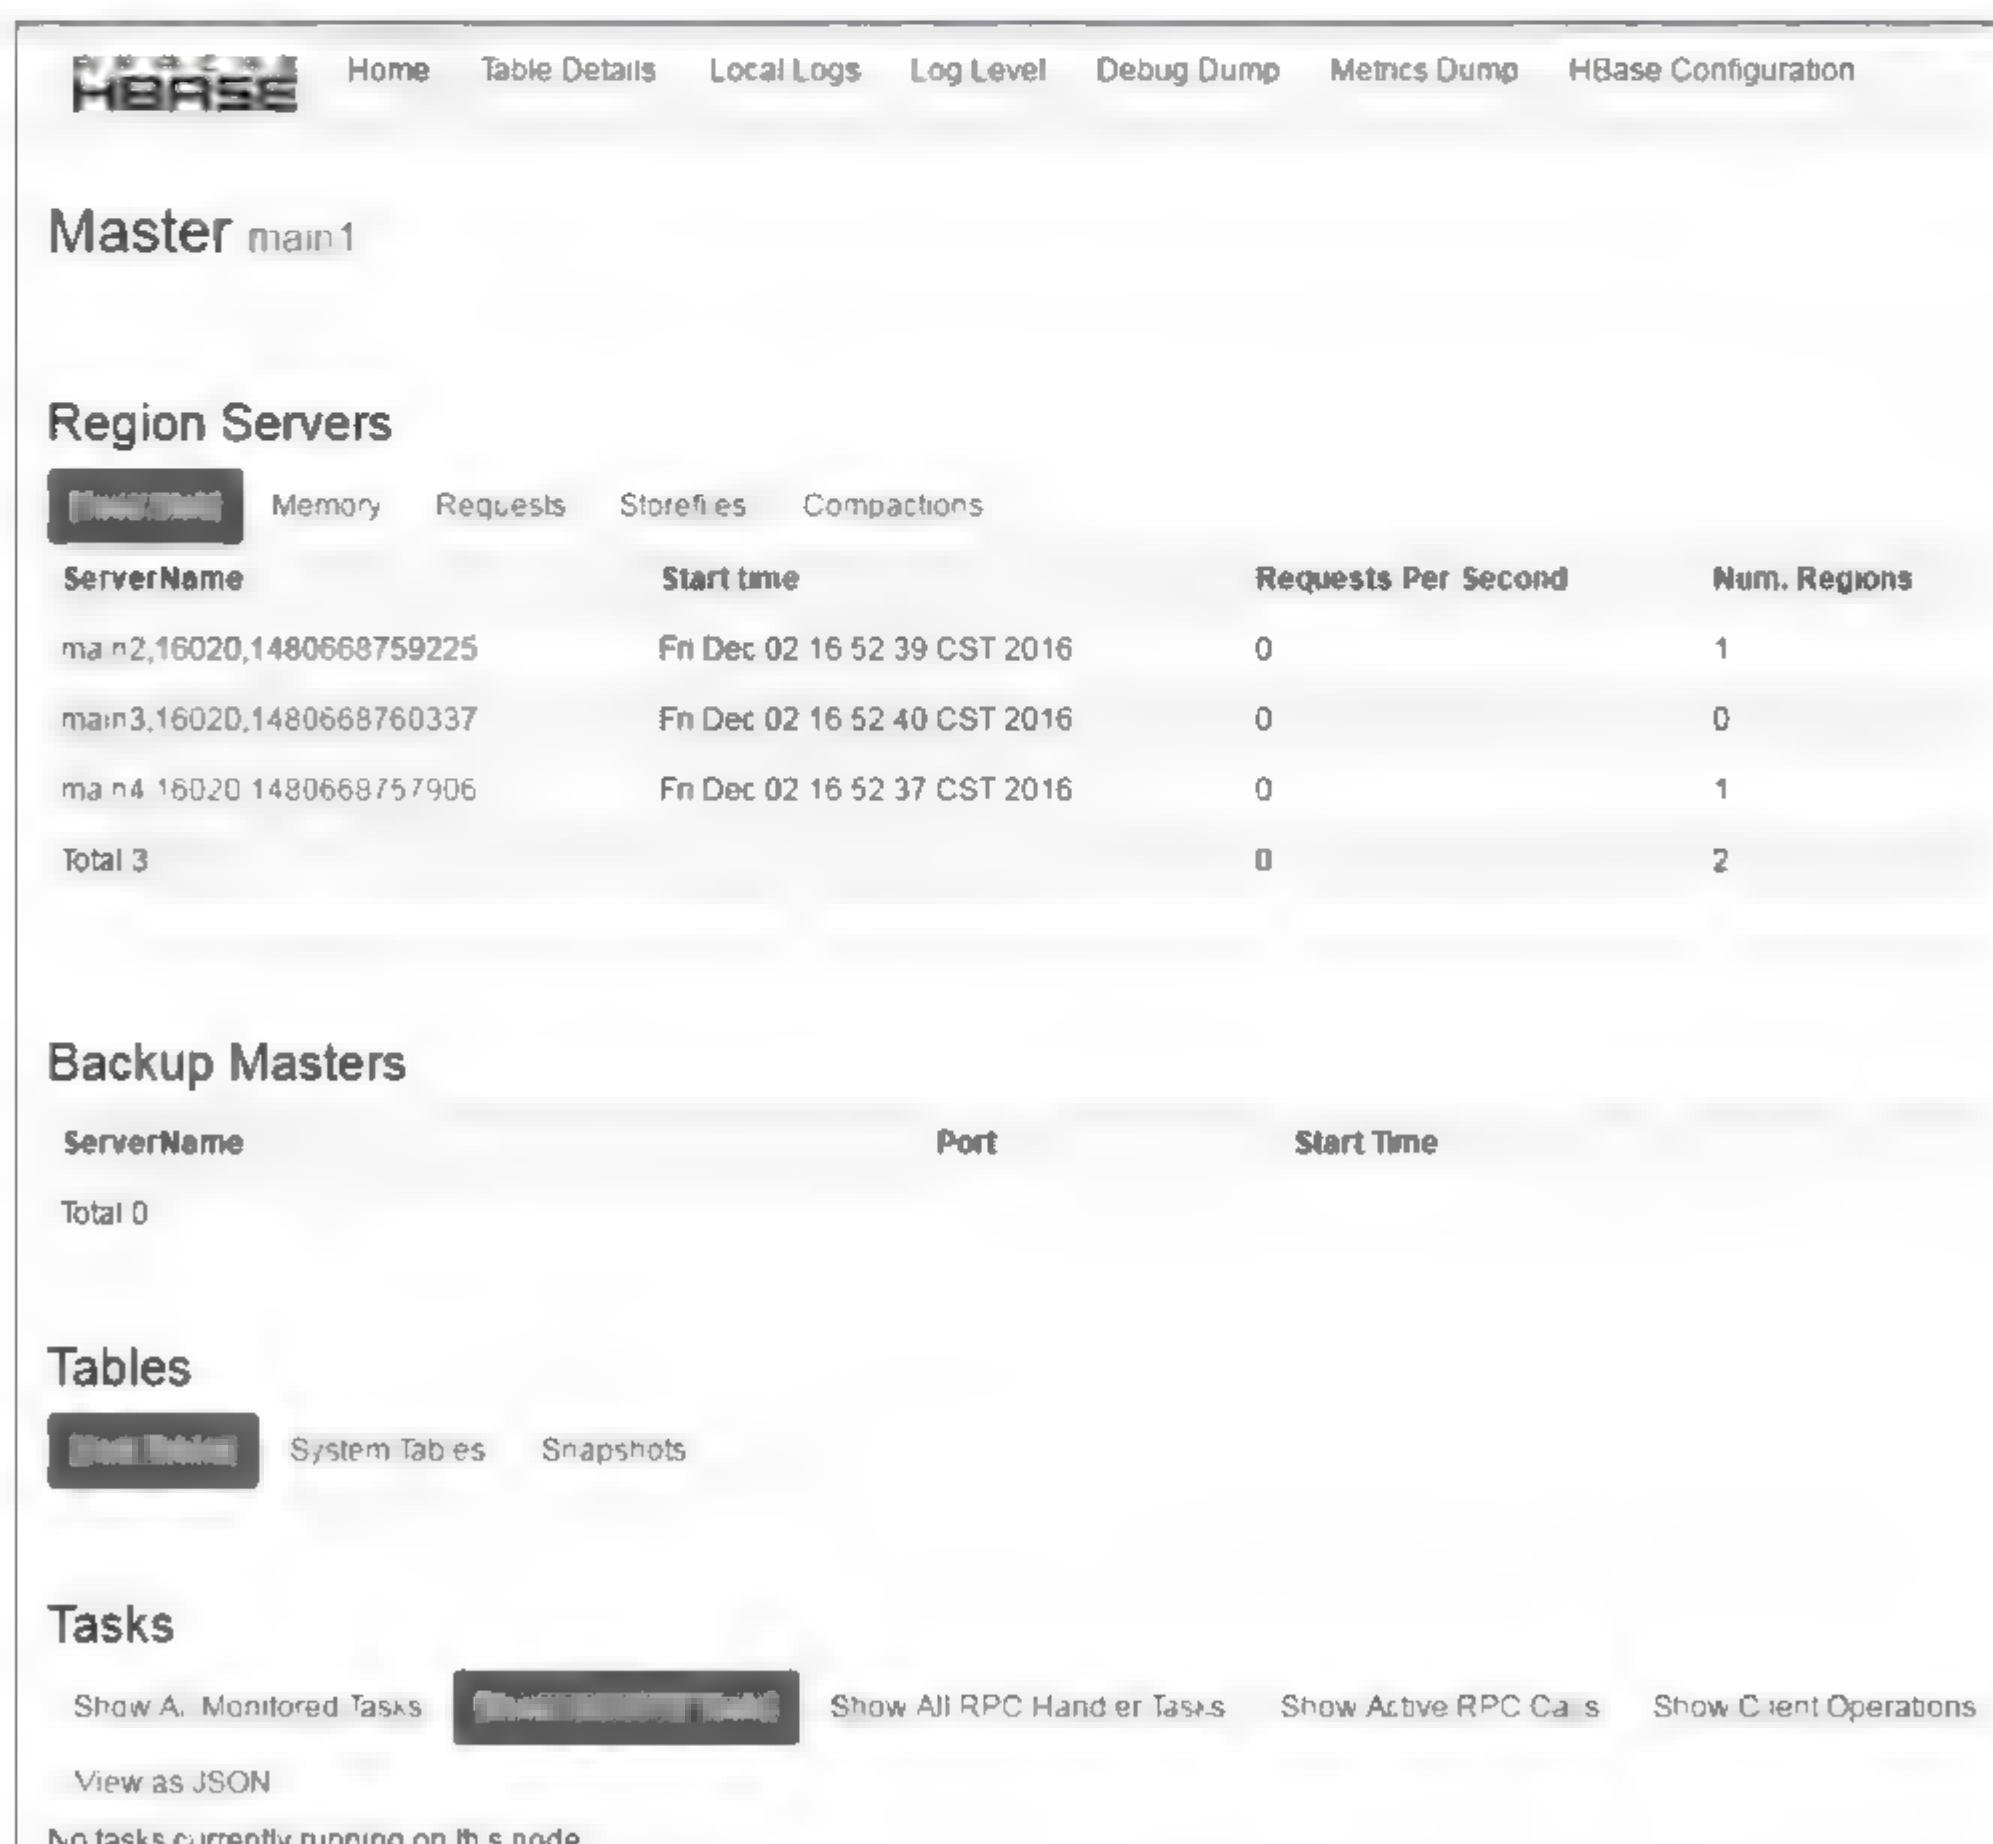 HBASE Home Table Details Local Logs Log Level Debug Dump Metrics Dump HBase Configuration
Master main1
Region Servers
Memory Requests Storefiles Compactions
ServerName Start time Requests Per Second Num. Regions
main2,16020,1480668759225 Fri Dec 02 16 52 39 CST 2016 0 1
main3,16020,1480668760337 Fri Dec 02 16 52 40 CST 2016 0 0
main4 16020 1480668757906 Fri Dec 02 16 52 37 CST 2016 0 1
Total 3 0 2
Backup Masters
ServerName Port Start Time
Total 0
Tables
System Tables Snapshots
Tasks
Show All Monitored Tasks Show All RPC Handler Tasks Show Active RPC Calls Show Client Operations
View as JSON
No tasks currently running on this node